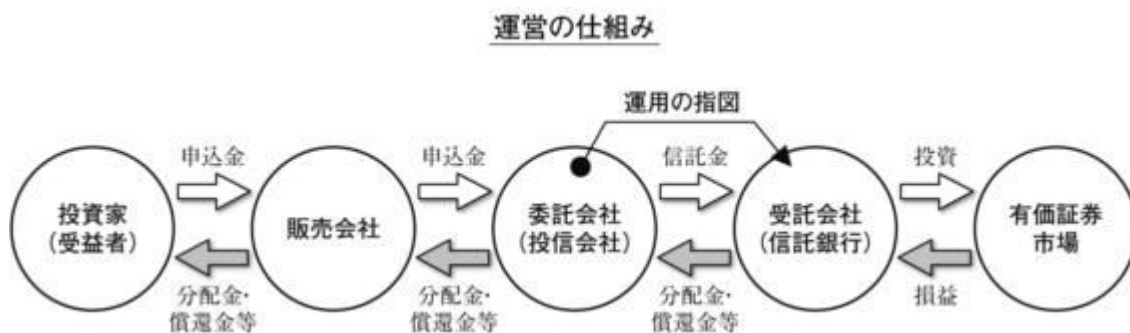 運営の仕組み
運用の指図
申込金
申込金
信託金
投資
投資家
(受益者)
販売会社
委託会社
(投信会社)
受託会社
(信託銀行)
有価証券
市場
分配金・
償還金等
分配金・
償還金等
分配金・
償還金等
損益